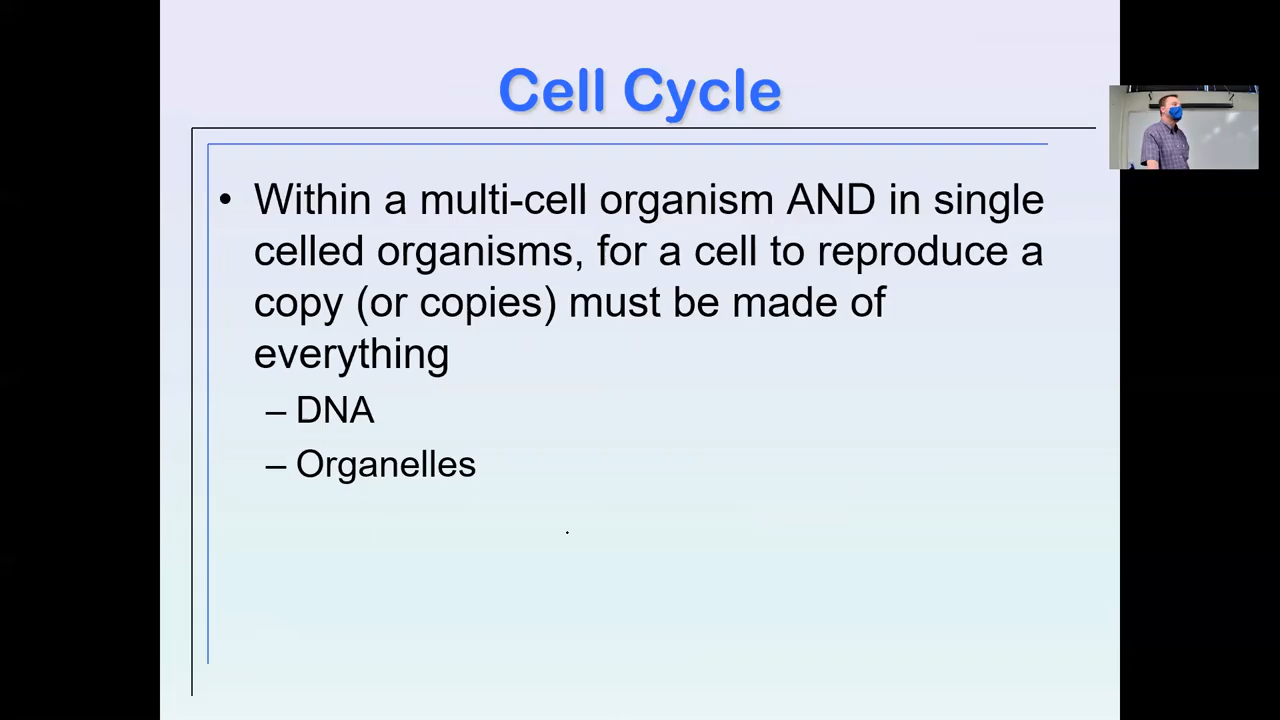 Cell Cycle
• Within a multi-cell organism AND in single
celled organisms, for a cell to reproduce a
copy (or copies) must be made of
everything
– DNA
– Organelles